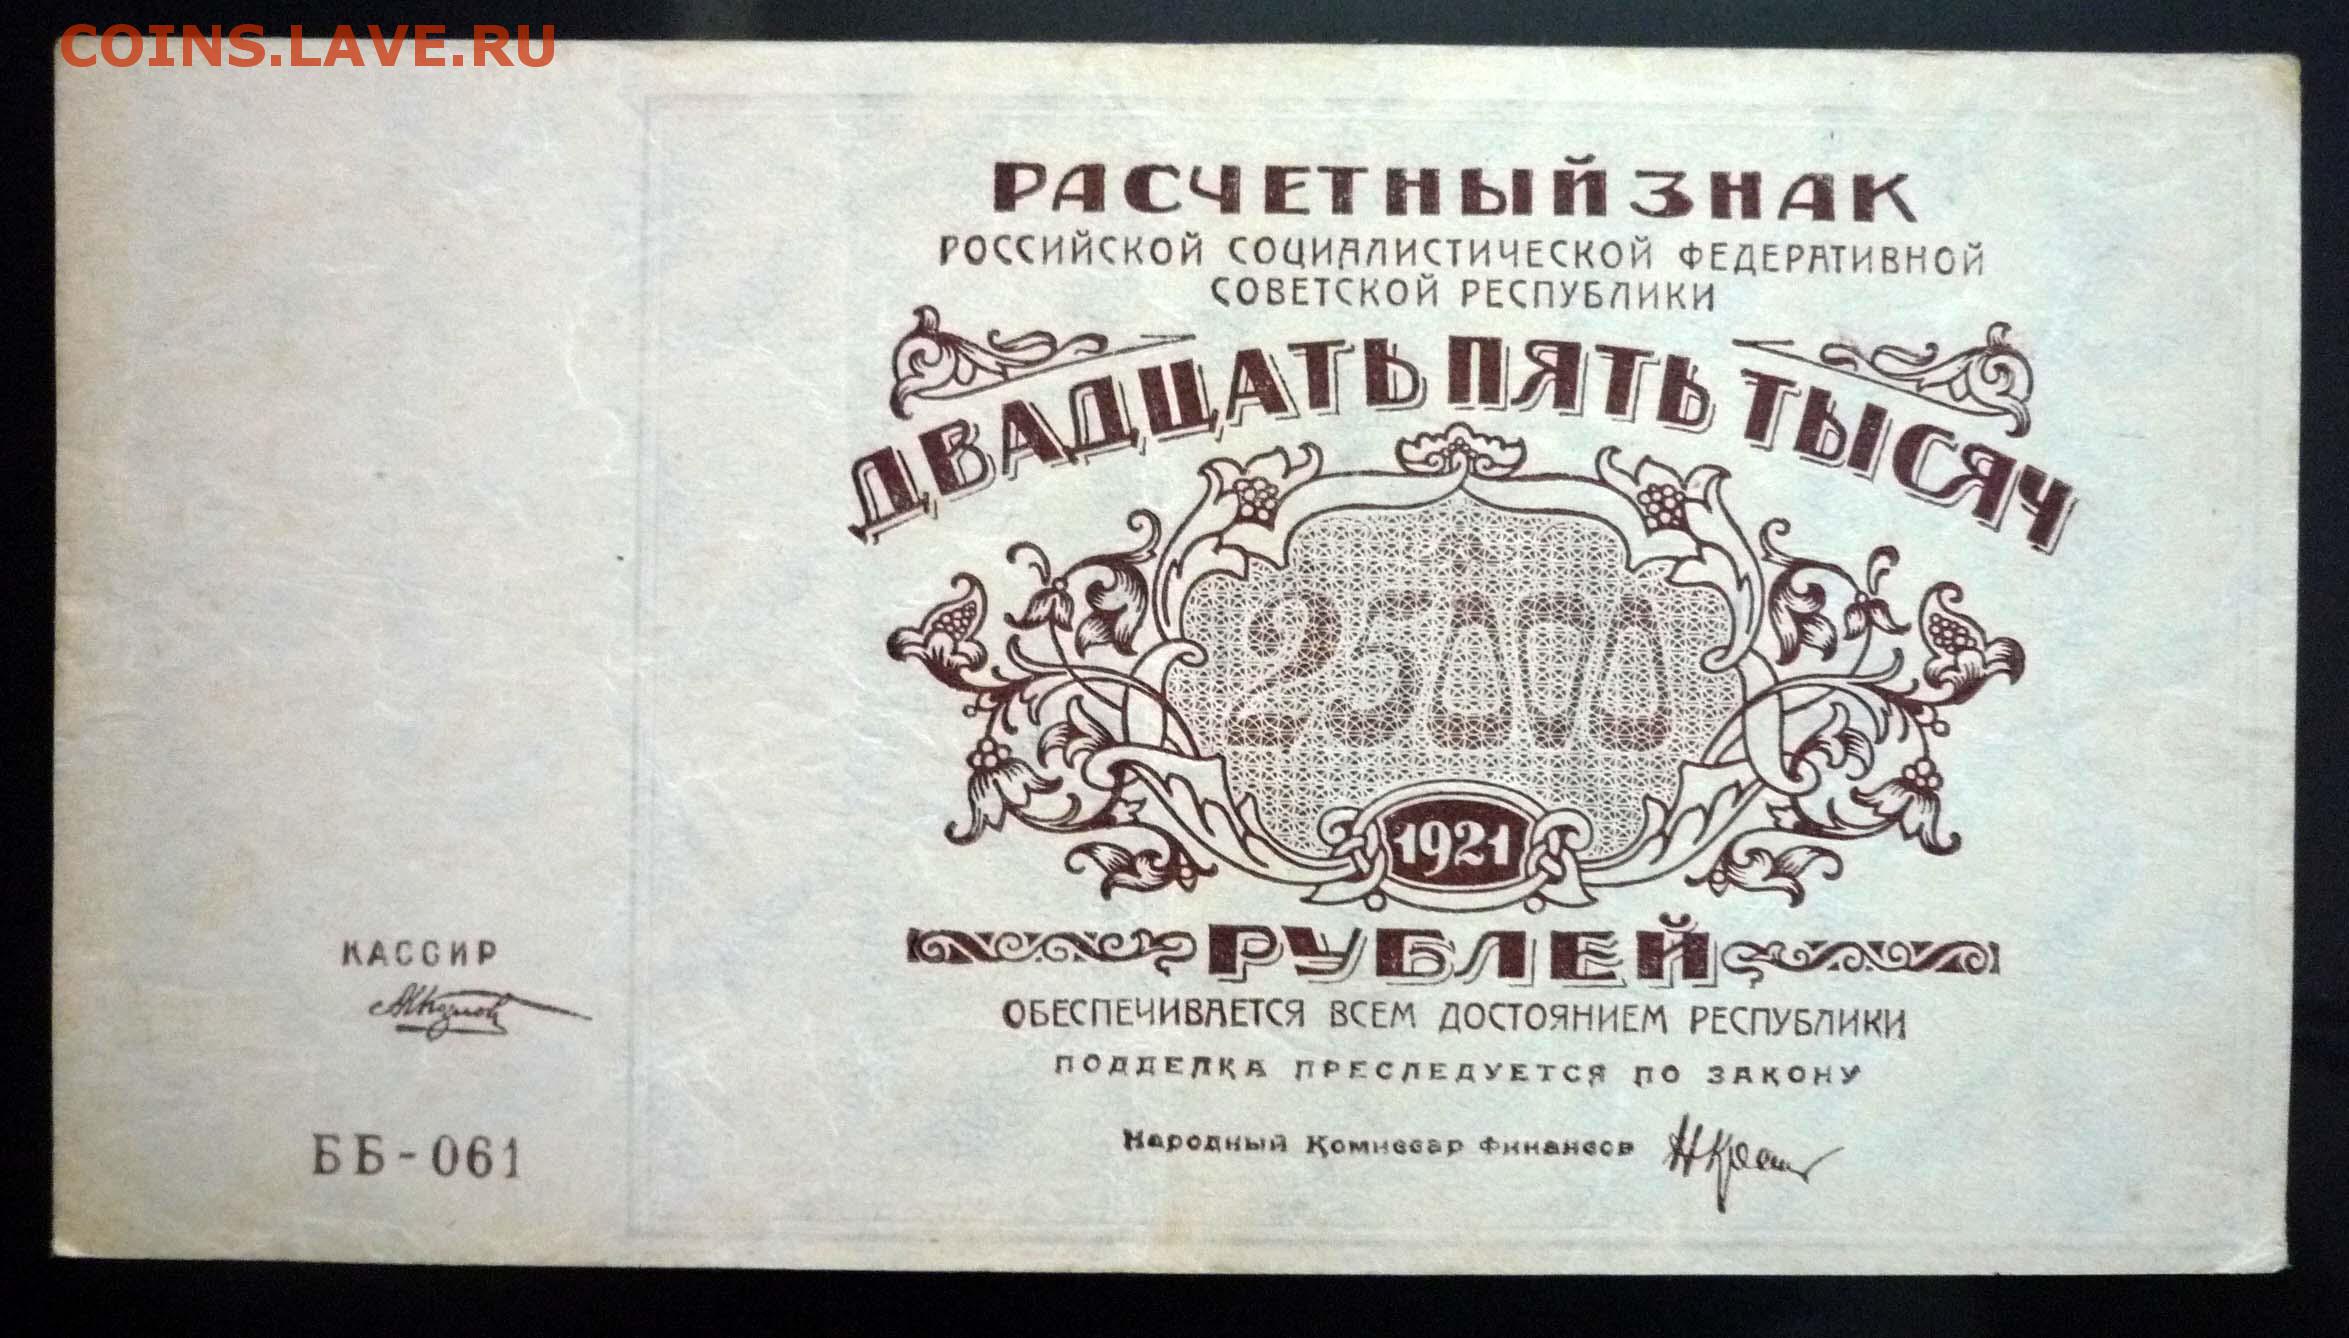 COINS.LAVE.RU
РАСЧЕТНЫЙ ЗНАК
РОССИЙСКОЙ СОЦИАЛИСТИЧЕСКОЙ ФЕДЕРАТИВНОЙ
СОВЕТСКОЙ РЕСПУБЛИКИ
ДВАДЦАТЬ ПЯТЬ ТЫСЯЧ
25000
1921
РУБЛЕЙ
ОБЕСПЕЧИВАЕТСЯ ВСЕМ ДОСТОЯНИЕМ РЕСПУБЛИКИ
ПОДДЕЛКА ПРЕСЛЕДУЕТСЯ ПО ЗАКОНУ
Народный Комиссар Финансов
КАССИР
ББ-061